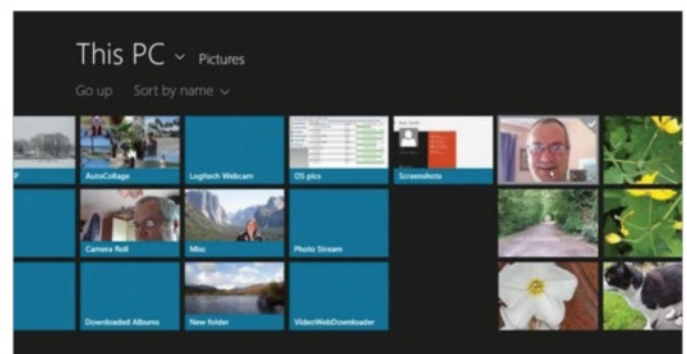 This PC Pictures
Go up Sort by name
P AutoCollage Logitech Webcam OS pics Screenshots
Camera Roll Misc Photo Stream
Downloaded Albums New folder VideoWebDownloader